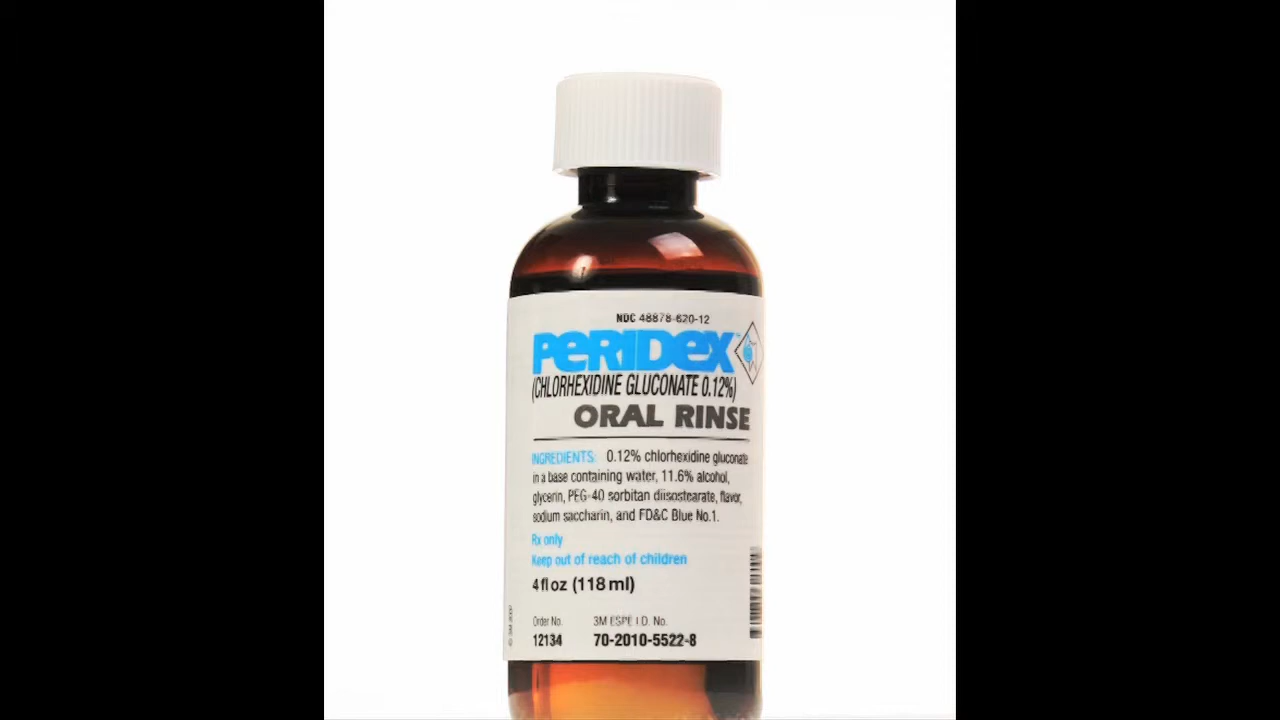 NDC 48878-620-12
PERIDEX™
(CHLORHEXIDINE GLUCONATE 0.12%)
ORAL RINSE
INGREDIENTS: 0.12% chlorhexidine gluconate
in a base containing water, 11.6% alcohol,
glycerin, PEG-40 sorbitan diisostearate, flavor,
sodium saccharin, and FD&C Blue No.1.
Rx only
Keep out of reach of children
4 fl oz (118 ml)
Order No. 3M ESPE I.D. No.
12134 70-2010-5522-8